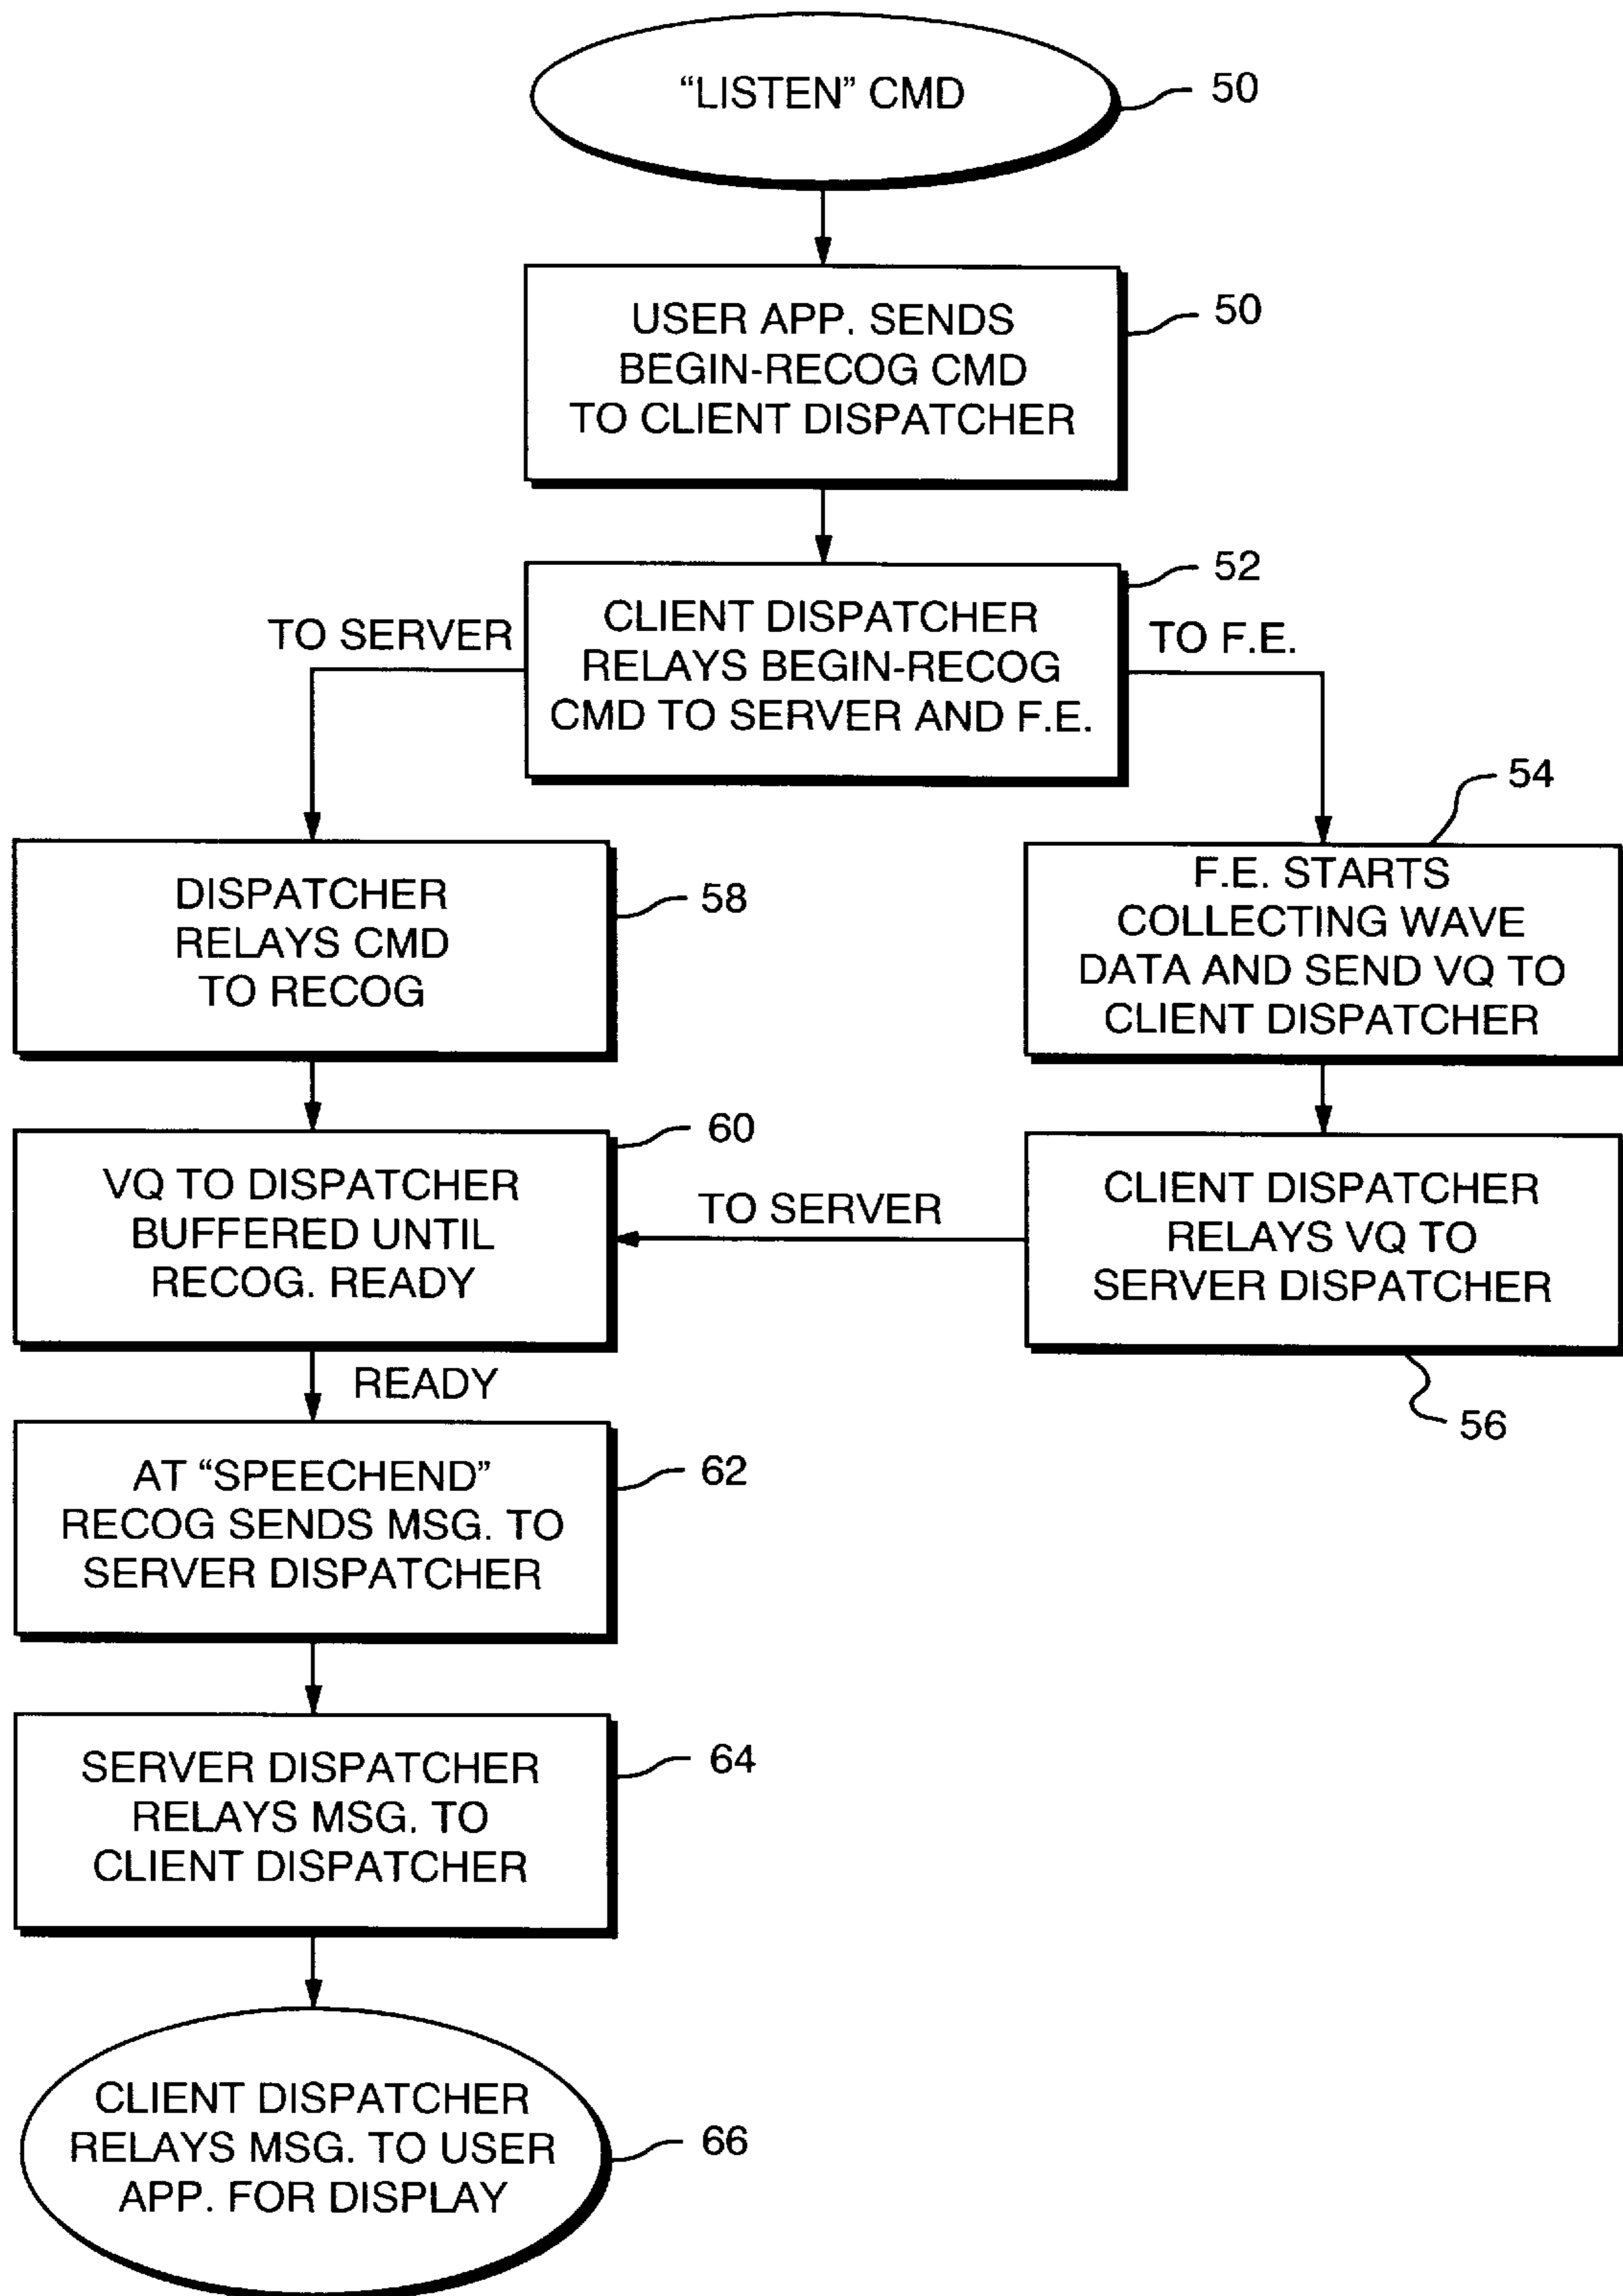 “LISTEN” CMD
50
USER APP. SENDS
BEGIN-RECOG CMD
TO CLIENT DISPATCHER
50
CLIENT DISPATCHER
RELAYS BEGIN-RECOG
CMD TO SERVER AND F.E.
52
TO SERVER
TO F.E.
DISPATCHER
RELAYS CMD
TO RECOG
58
F.E. STARTS
COLLECTING WAVE
DATA AND SEND VQ TO
CLIENT DISPATCHER
54
VQ TO DISPATCHER
BUFFERED UNTIL
RECOG. READY
60
TO SERVER
CLIENT DISPATCHER
RELAYS VQ TO
SERVER DISPATCHER
56
READY
AT “SPEECHEND”
RECOG SENDS MSG. TO
SERVER DISPATCHER
62
SERVER DISPATCHER
RELAYS MSG. TO
CLIENT DISPATCHER
64
CLIENT DISPATCHER
RELAYS MSG. TO USER
APP. FOR DISPLAY
66